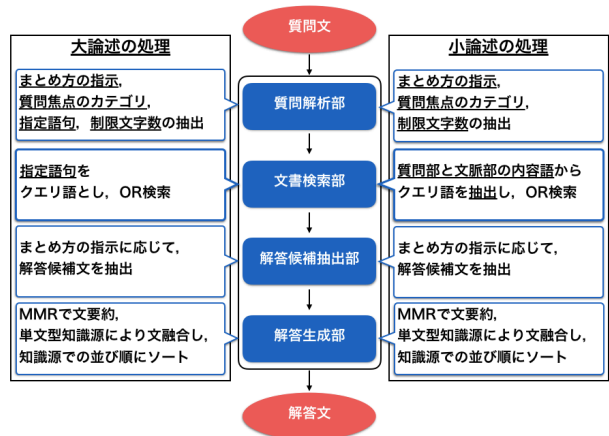 質問文
大論述の処理
まとめ方の指示,
質問焦点のカテゴリ,
指定語句, 制限文字数の抽出
指定語句を
クエリ語とし, OR検索
まとめ方の指示に応じて,
解答候補文を抽出
MMRで文要約,
単文型知識源により文融合し,
知識源での並び順にソート
質問解析部
文書検索部
解答候補抽出部
解答生成部
小論述の処理
まとめ方の指示,
質問焦点のカテゴリ,
制限文字数の抽出
質問部と文脈部の内容語から
クエリ語を抽出し, OR検索
まとめ方の指示に応じて,
解答候補文を抽出
MMRで文要約,
単文型知識源により文融合し,
知識源での並び順にソート
解答文